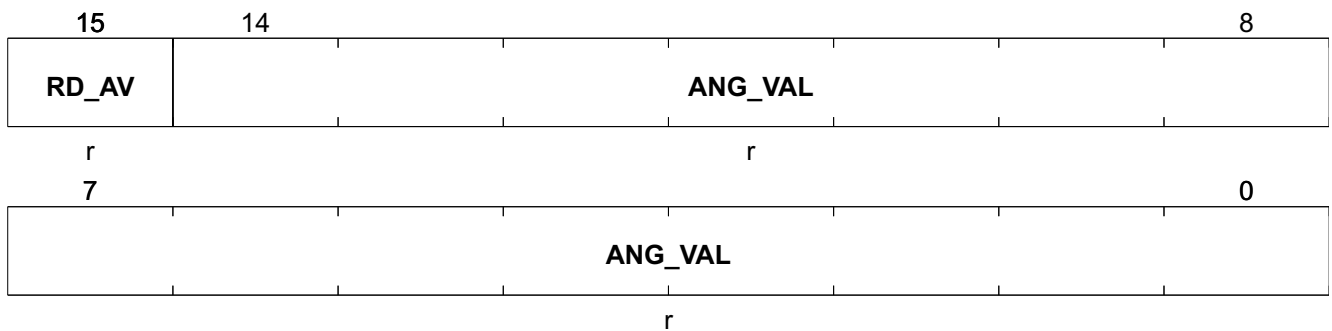 15 14 8
RD_AV ANG_VAL
r r
7 0
ANG_VAL
r